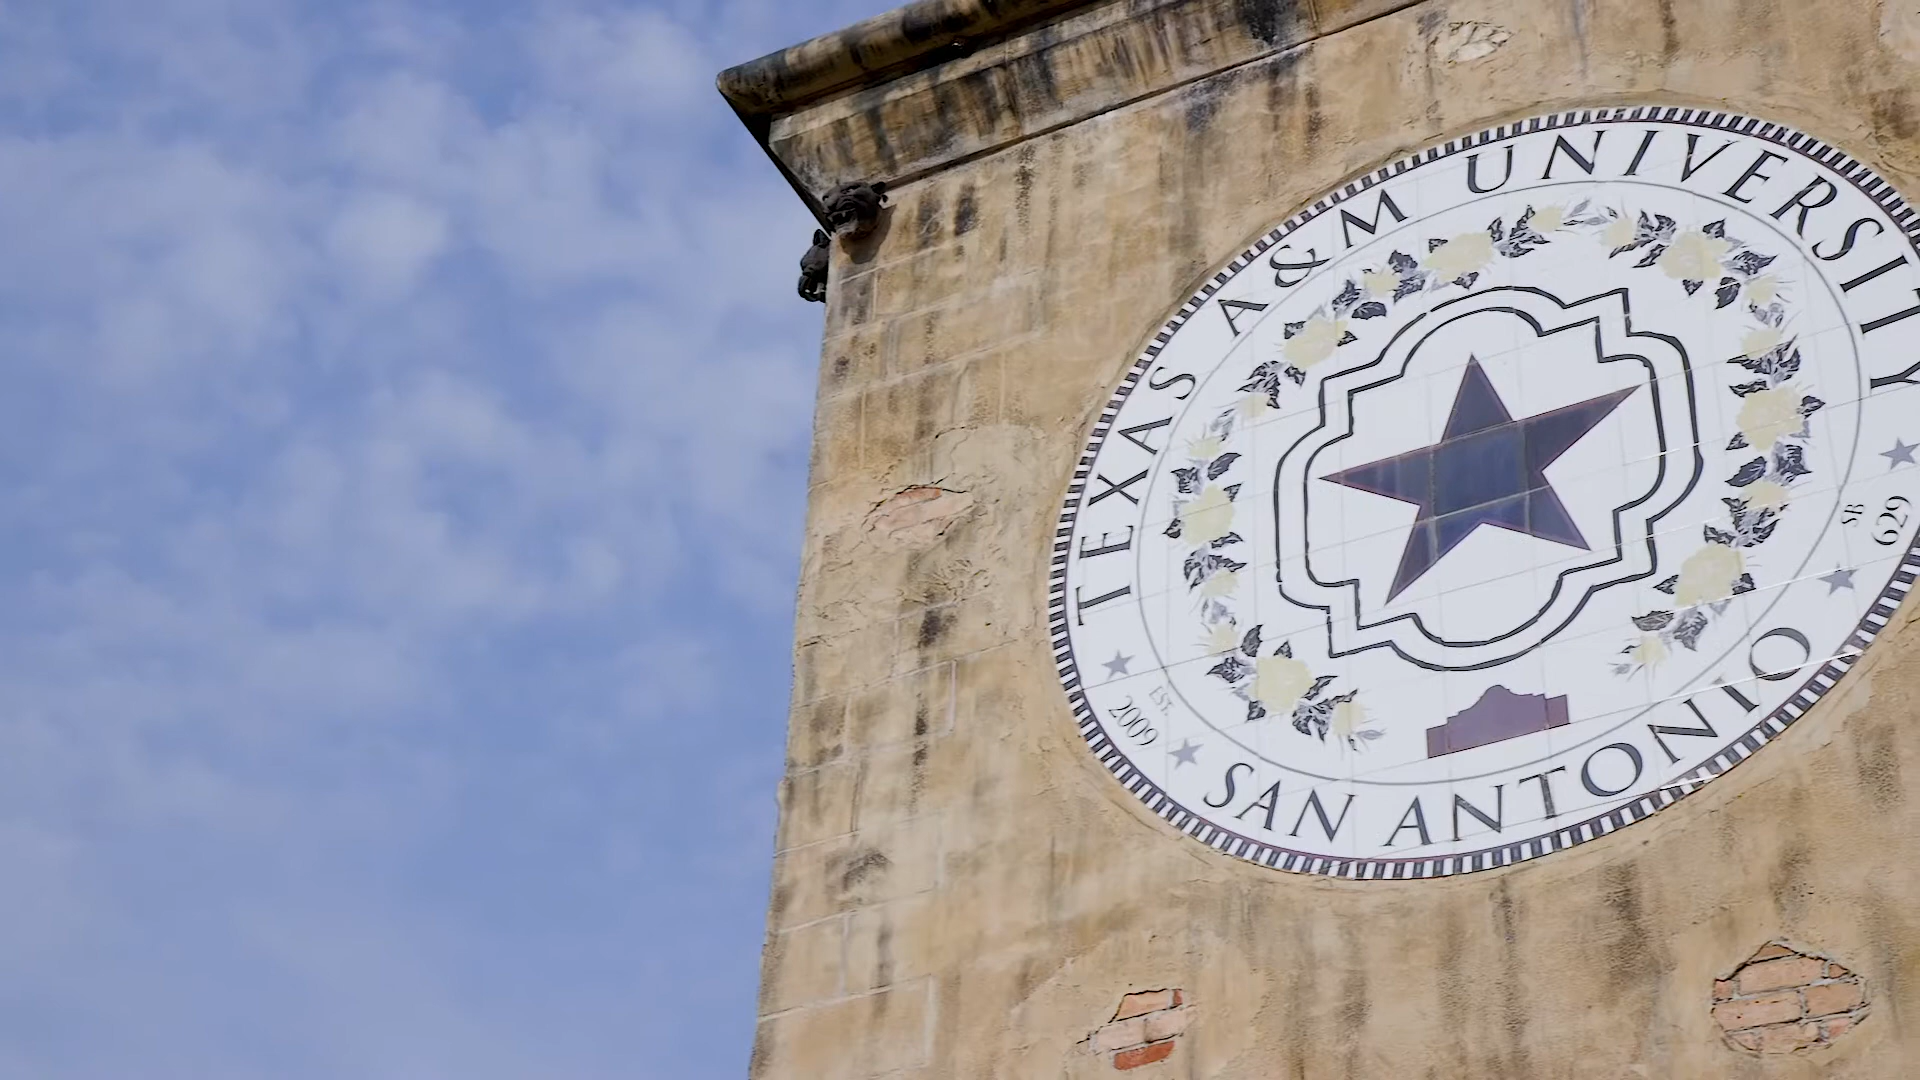 TEXAS A&M UNIVERSITY
EST.
2009
SB
629
SAN ANTONIO